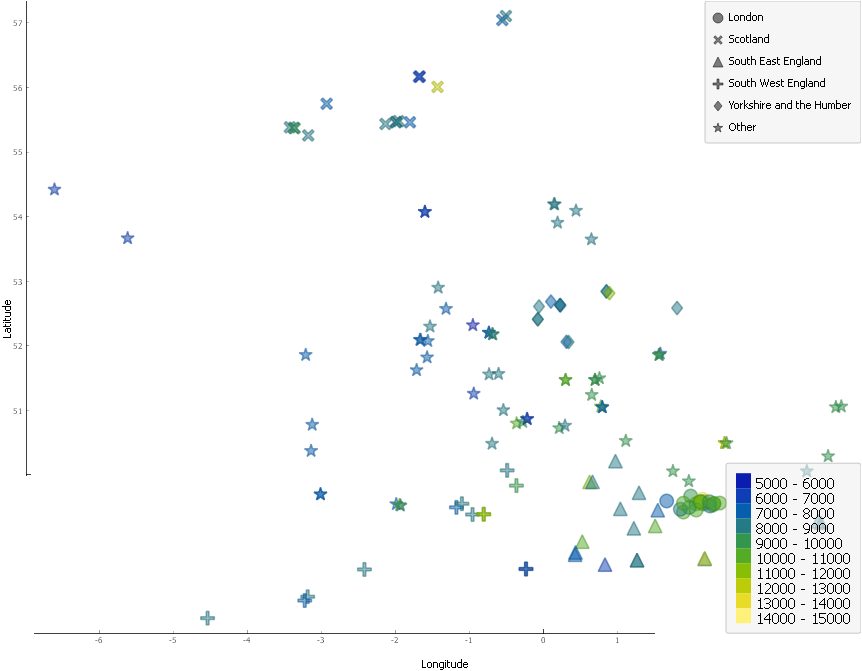 57
56
55
54
53
52
51
Latitude
-6
-5
-4
-3
-2
-1
0
1
Longitude
London
Scotland
South East England
South West England
Yorkshire and the Humber
Other
5000 - 6000
6000 - 7000
7000 - 8000
8000 - 9000
9000 - 10000
10000 - 11000
11000 - 12000
12000 - 13000
13000 - 14000
14000 - 15000